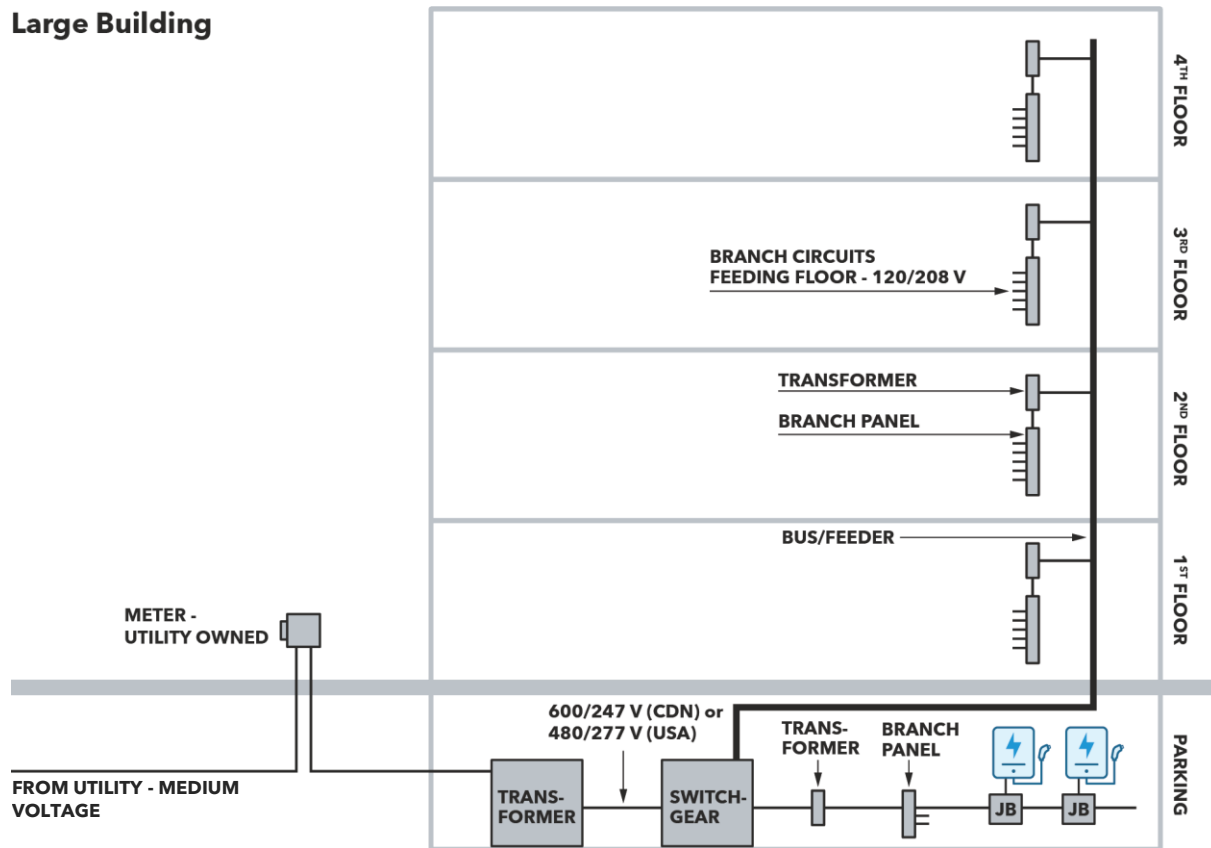 Large Building
4TH FLOOR
3RD FLOOR
BRANCH CIRCUITS
FEEDING FLOOR - 120/208 V
2ND FLOOR
TRANSFORMER
BRANCH PANEL
1ST FLOOR
BUS/FEEDER
METER -
UTILITY OWNED
PARKING
600/247 V (CDN) or
480/277 V (USA)
TRANS-
FORMER
BRANCH
PANEL
FROM UTILITY - MEDIUM
VOLTAGE
TRANS-
FORMER
SWITCH-
GEAR
JB
JB